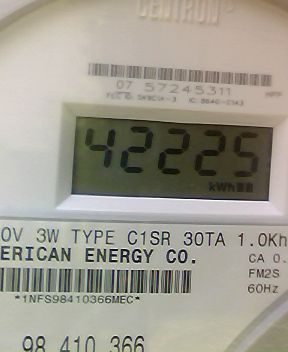 CENTRON®
07 57245311
42225
kWh
0V 3W TYPE C1SR 30TA 1.0Kh
ERICAN ENERGY CO.
CA 0.
FM2S
*1NFS98410366MEC*
60Hz
98 410 366